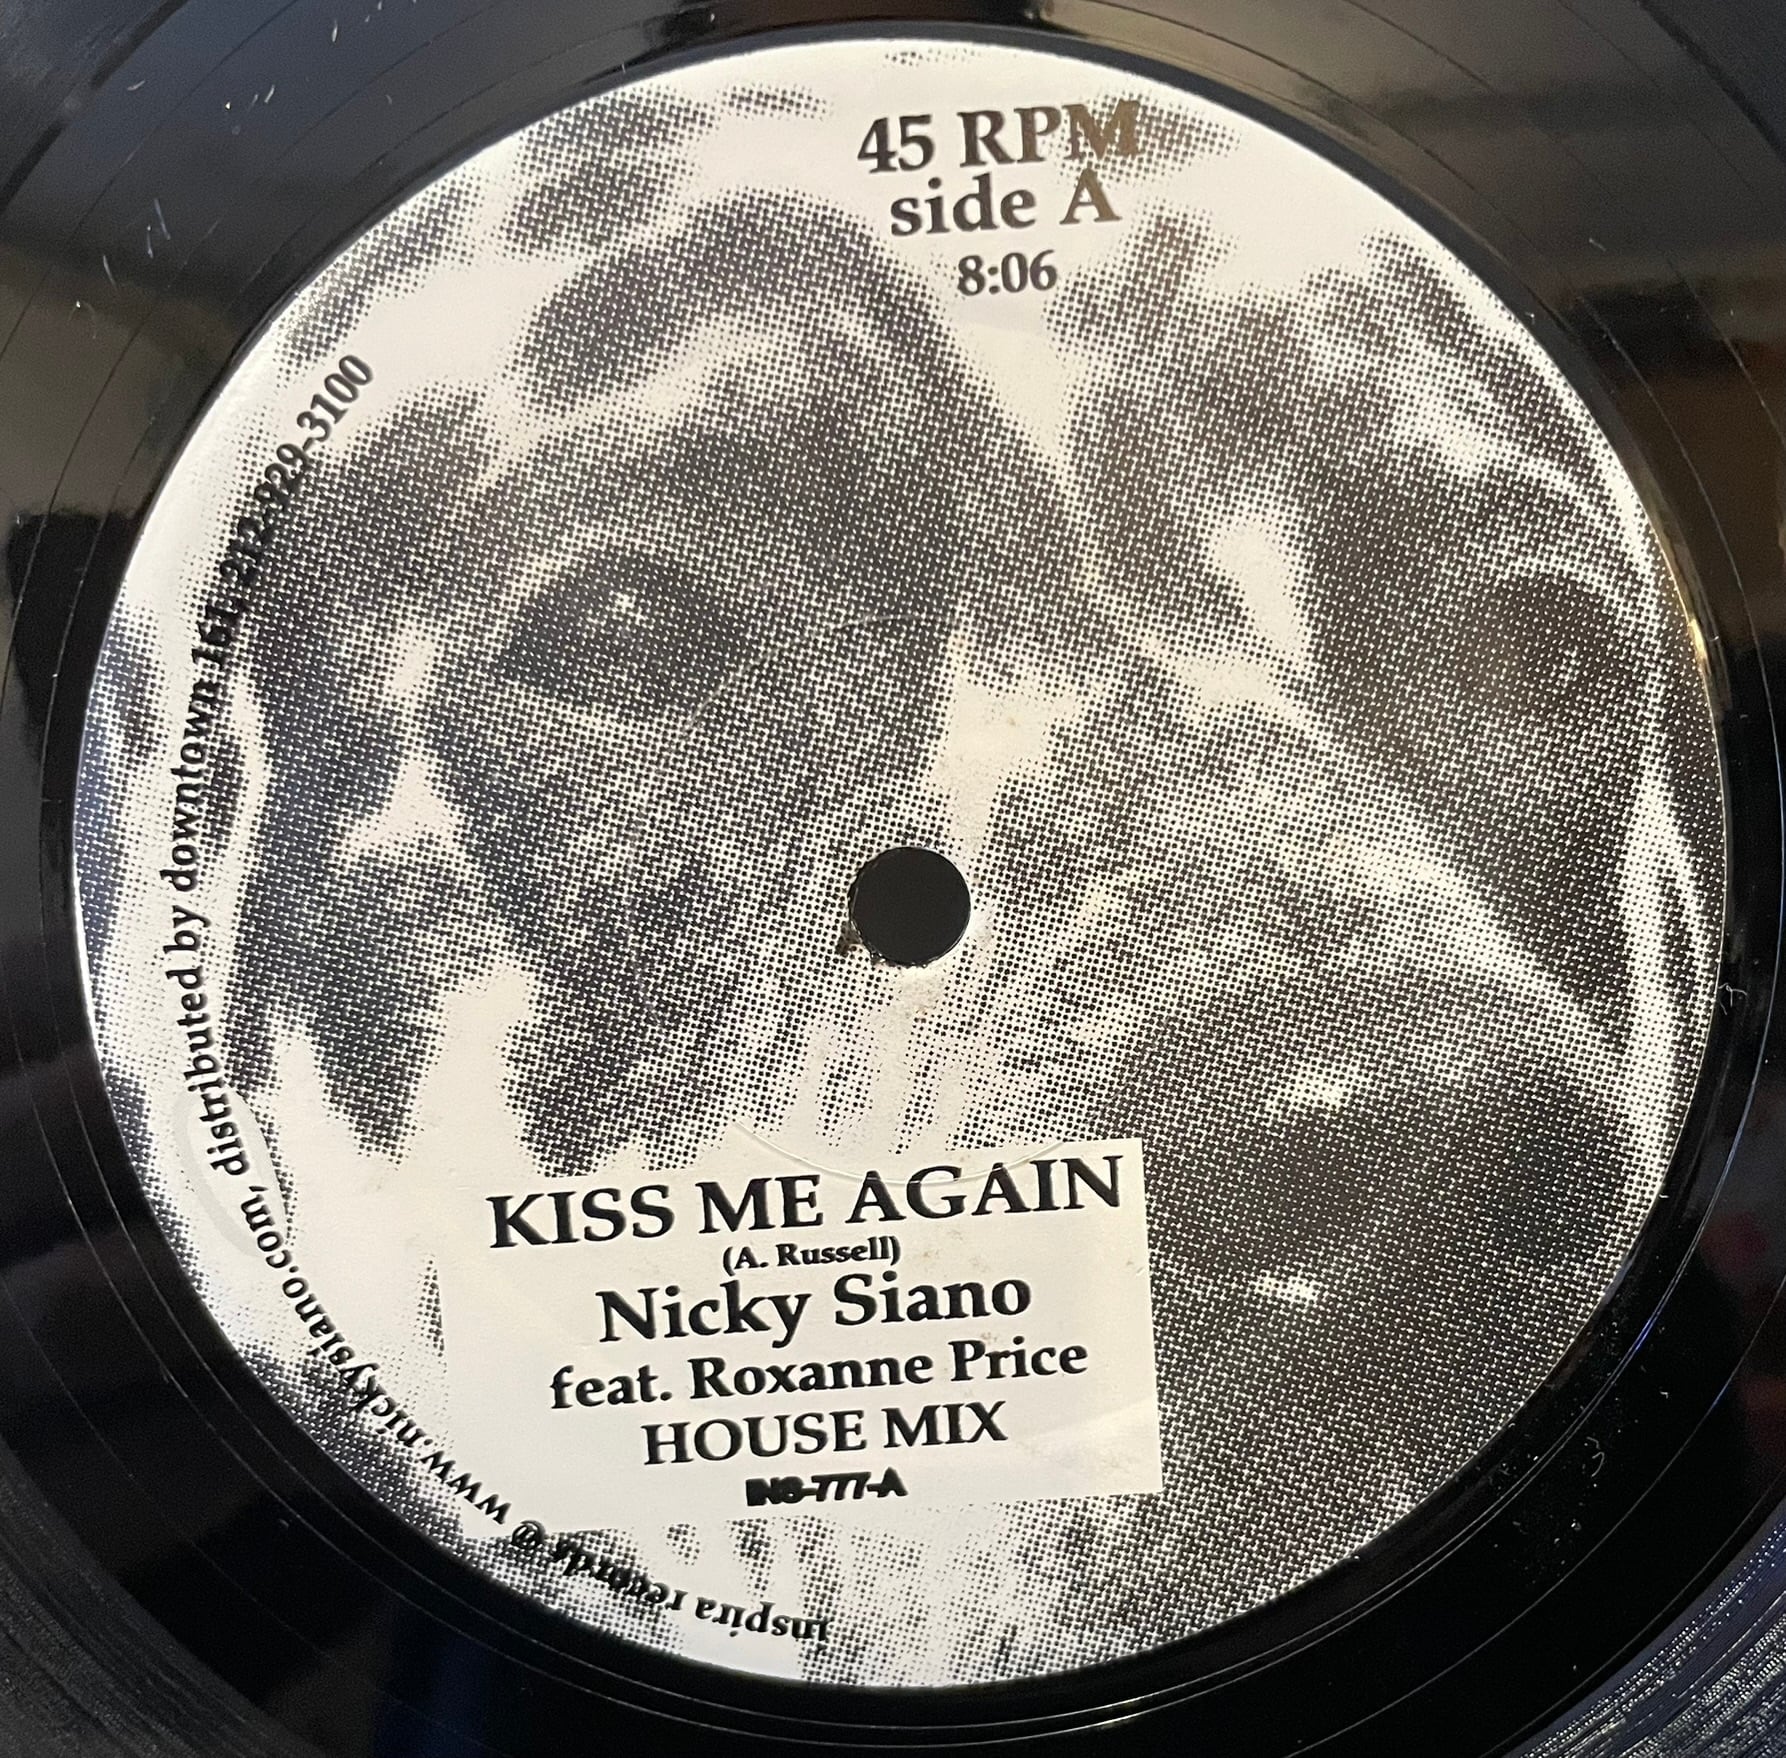 45 RPM
side A
8:06
KISS ME AGAIN
(A. Russell)
Nicky Siano
feat. Roxanne Price
HOUSE MIX
INS-777-A
inspira records @ www.nickysiano.com, distributed by downtown 161, 212-929-3100